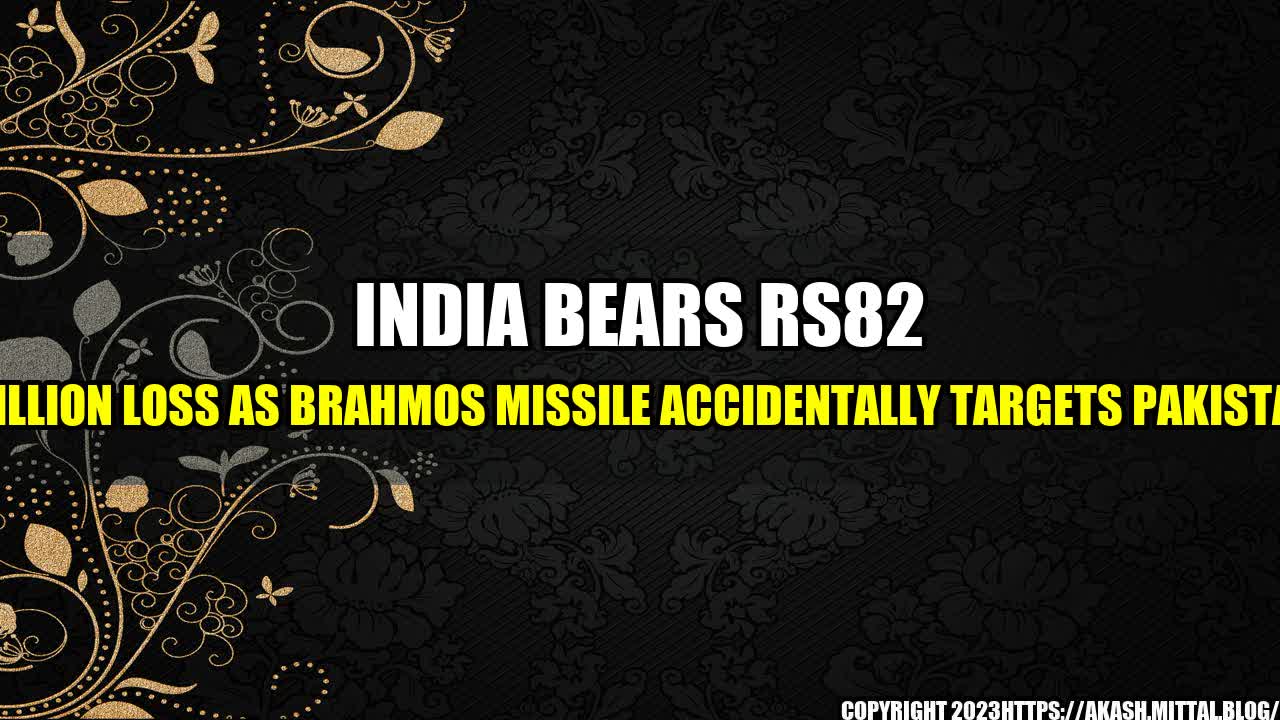 INDIA BEARS RS82
ILLION LOSS AS BRAHMOS MISSILE ACCIDENTALLY TARGETS PAKISTA
COPYRIGHT 2023HTTPS://AKASH.MITTAL.BLOG/